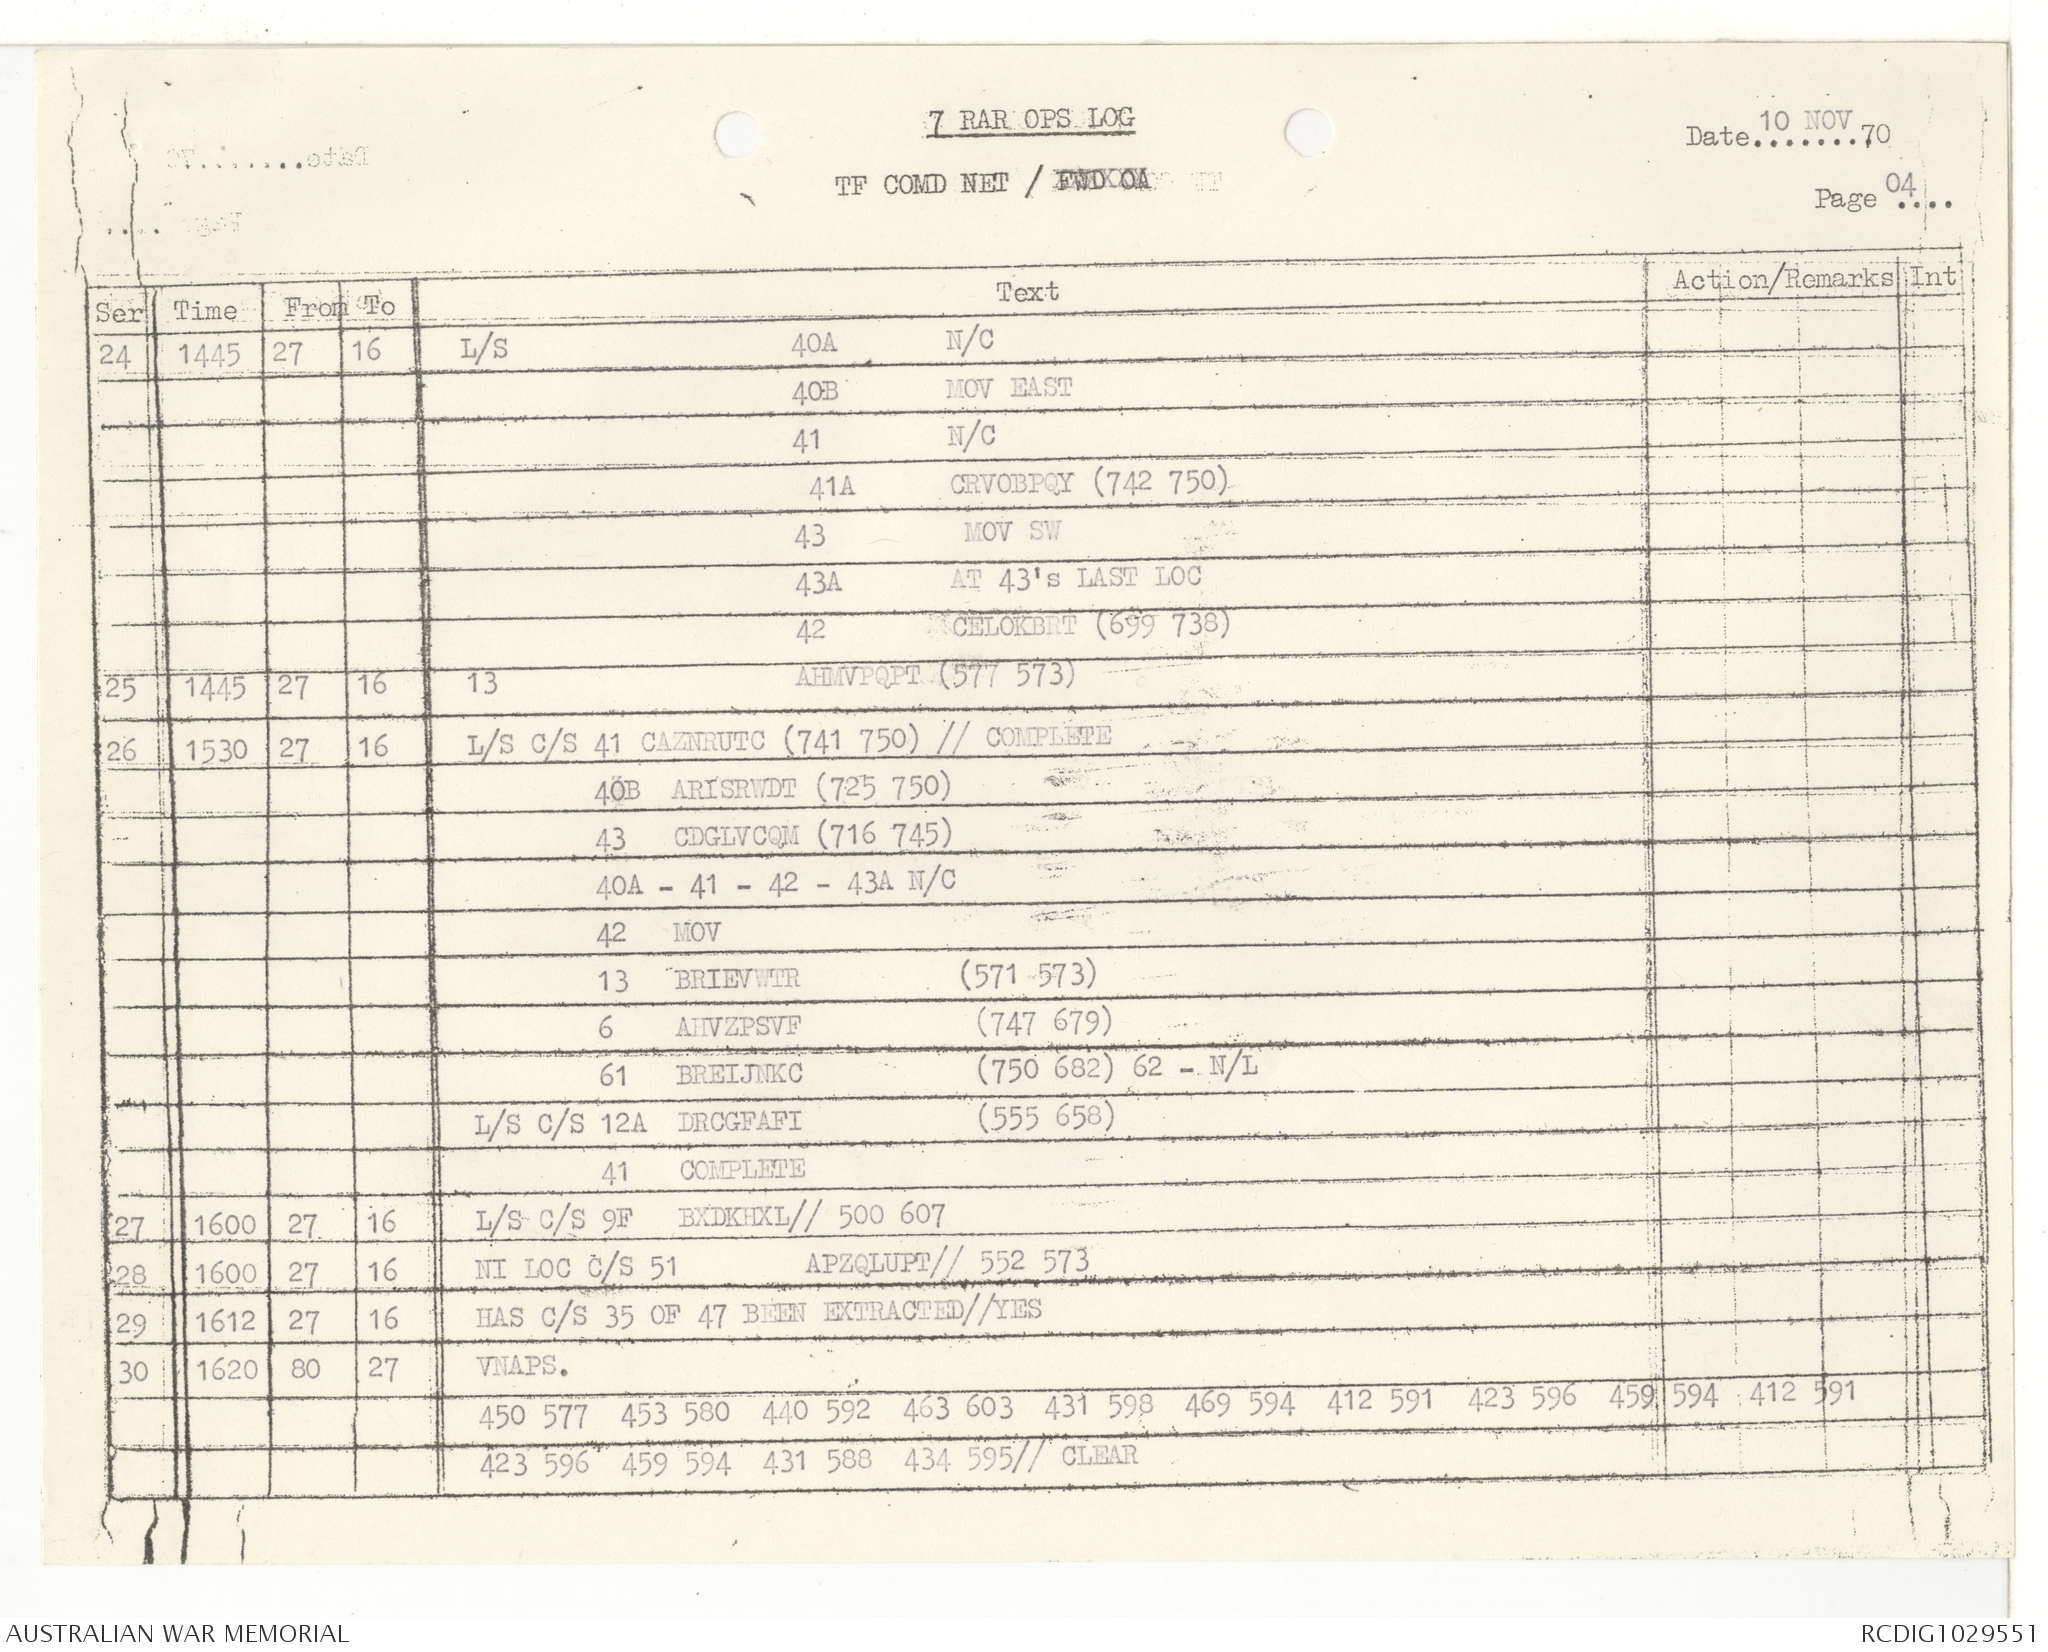 7 RAR OPS LOG
Date 10 NOV 70
TF COMD NET / FWD OA
Page 04
Ser Time From To Text Action/Remarks Int
24 1445 27 16 L/S 40A N/C
40B MOV EAST
41 N/C
41A CRVOBPQY (742 750)
43 MOV SW
43A AT 43's LAST LOC
42 CELOKBRT (699 738)
25 1445 27 16 13 AHMVPQPT (577 573)
26 1530 27 16 L/S C/S 41 CAZNRUTC (741 750) // COMPLETE
40B ARISRWDT (725 750)
43 CDGLVCQM (716 745)
40A - 41 - 42 - 43A N/C
42 MOV
13 BRIEVWTR (571 573)
6 AHVZPSVF (747 679)
61 BREIJNKC (750 682) 62 - N/L
L/S C/S 12A DRCGFAFI (555 658)
41 COMPLETE
27 1600 27 16 L/S C/S 9F BXDKHXL// 500 607
28 1600 27 16 NI LOC C/S 51 APZQLUPT// 552 573
29 1612 27 16 HAS C/S 35 OF 47 BEEN EXTRACTED//YES
30 1620 80 27 VNAPS.
450 577 453 580 440 592 463 603 431 598 469 594 412 591 423 596 459 594 412 591
423 596 459 594 431 588 434 595// CLEAR
AUSTRALIAN WAR MEMORIAL
RCDIG1029551